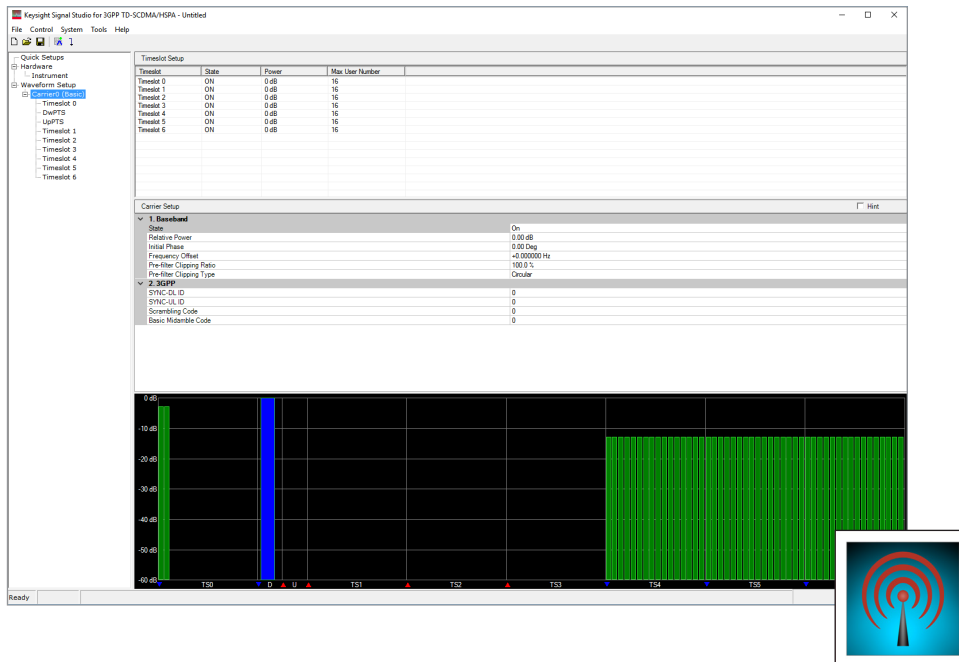 Keysight Signal Studio for 3GPP TD-SCDMA/HSPA - Untitled
File Control System Tools Help
Quick Setups
Hardware
Instrument
Waveform Setup
Carrier0 (Basic)
Timeslot 0
DwPTS
UpPTS
Timeslot 1
Timeslot 2
Timeslot 3
Timeslot 4
Timeslot 5
Timeslot 6
Timeslot Setup
Timeslot State Power Max User Number
Timeslot 0 ON 0 dB 16
Timeslot 1 ON 0 dB 16
Timeslot 2 ON 0 dB 16
Timeslot 3 ON 0 dB 16
Timeslot 4 ON 0 dB 16
Timeslot 5 ON 0 dB 16
Timeslot 6 ON 0 dB 16
Carrier Setup Hint
1. Baseband
State On
Relative Power 0.00 dB
Initial Phase 0.00 Deg
Frequency Offset +0.000000 Hz
Pre-filter Clipping Ratio 100.0 %
Pre-filter Clipping Type Circular
2. 3GPP
SYNC-DL ID 0
SYNC-UL ID 0
Scrambling Code 0
Basic Midamble Code 0
0 dB
-10 dB
-20 dB
-30 dB
-40 dB
-50 dB
-60 dB
TS0 D U TS1 TS2 TS3 TS4 TS5
Ready